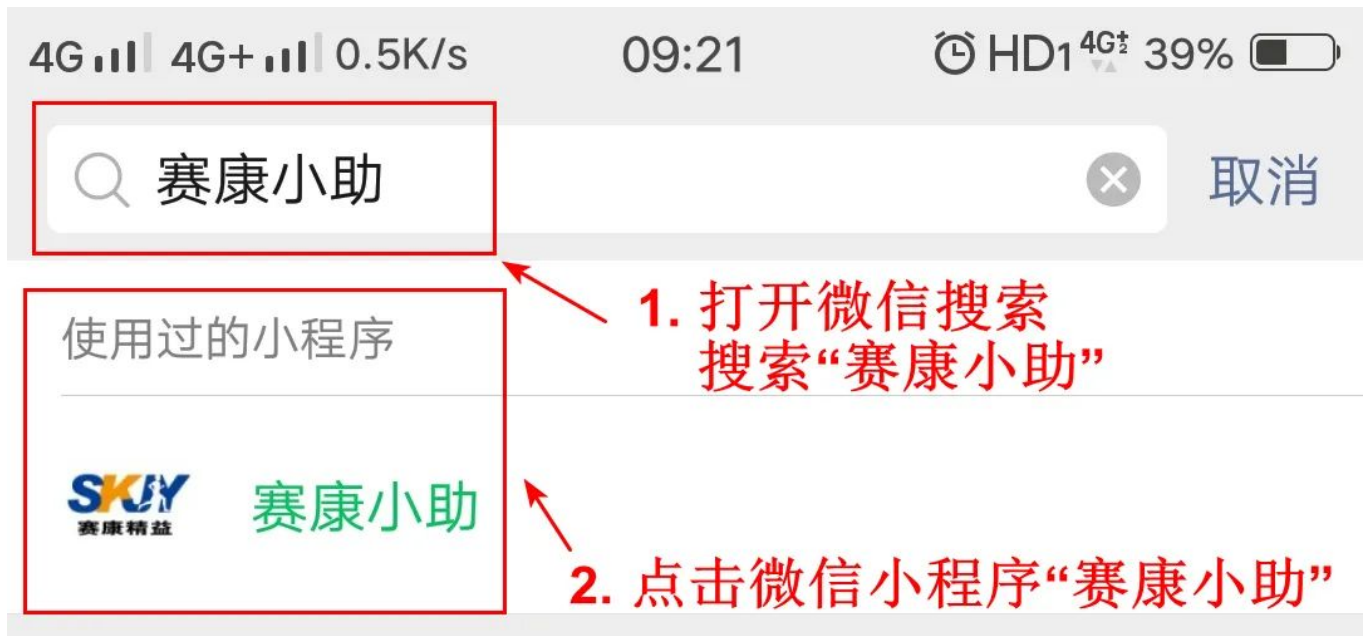 4G 4G+ 0.5K/s 09:21 HD1 4G‡ 39%
赛康小助 取消
1. 打开微信搜索
搜索“赛康小助”
使用过的小程序
SKJY
赛康精益
赛康小助
2. 点击微信小程序“赛康小助”